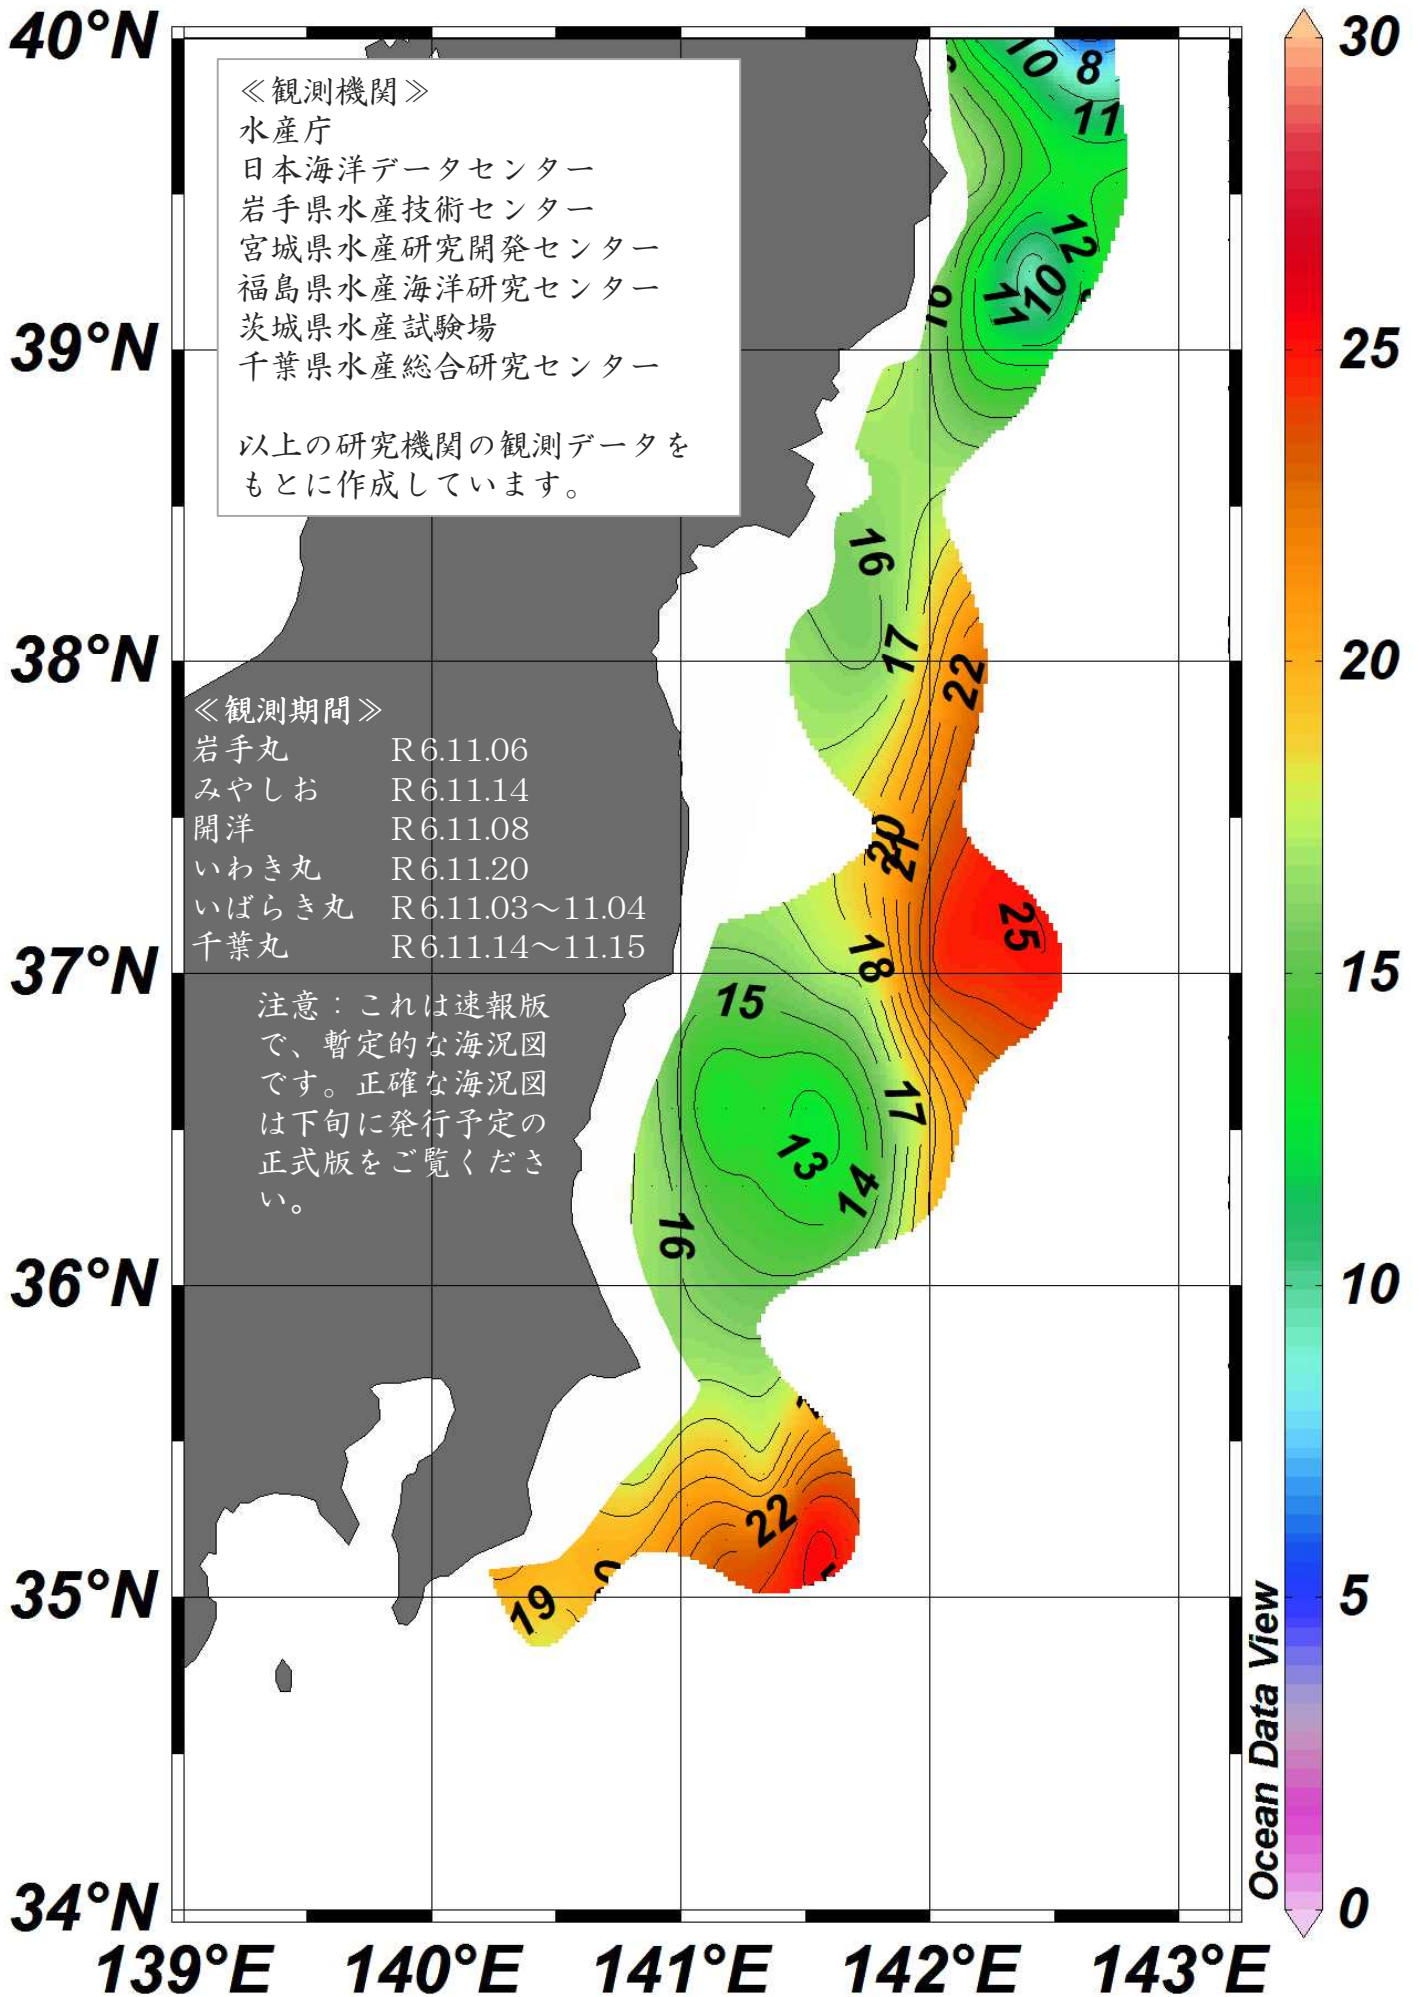 40°N
39°N
38°N
37°N
36°N
35°N
34°N
139°E
140°E
141°E
142°E
143°E
≪観測機関≫
水産庁
日本海洋データセンター
岩手県水産技術センター
宮城県水産研究開発センター
福島県水産海洋研究センター
茨城県水産試験場
千葉県水産総合研究センター
以上の研究機関の観測データを
もとに作成しています。
≪観測期間≫
岩手丸 R6.11.06
みやしお R6.11.14
開洋 R6.11.08
いわき丸 R6.11.20
いばらき丸 R6.11.03～11.04
千葉丸 R6.11.14～11.15
注意：これは速報版
で、暫定的な海況図
です。正確な海況図
は下旬に発行予定の
正式版をご覧くださ
い。
10
8
11
12
10
11
16
16
17
22
20
21
25
18
15
17
13
14
16
22
19
30
25
20
15
10
5
0
Ocean Data View